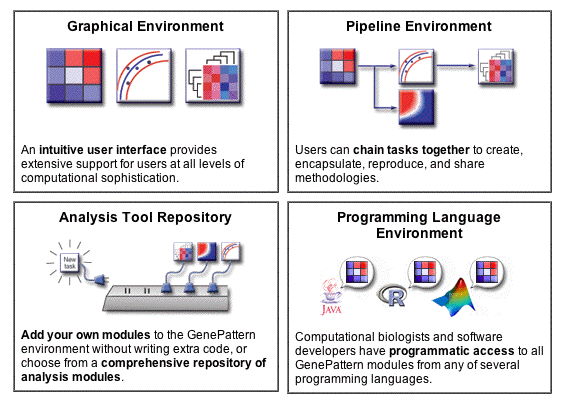 Graphical Environment
An intuitive user interface provides
extensive support for users at all levels of
computational sophistication.
Pipeline Environment
Users can chain tasks together to create,
encapsulate, reproduce, and share
methodologies.
Analysis Tool Repository
New
task
Add your own modules to the GenePattern
environment without writing extra code, or
choose from a comprehensive repository of
analysis modules.
Programming Language
Environment
JAVA
R
Computational biologists and software
developers have programmatic access to all
GenePattern modules from any of several
programming languages.